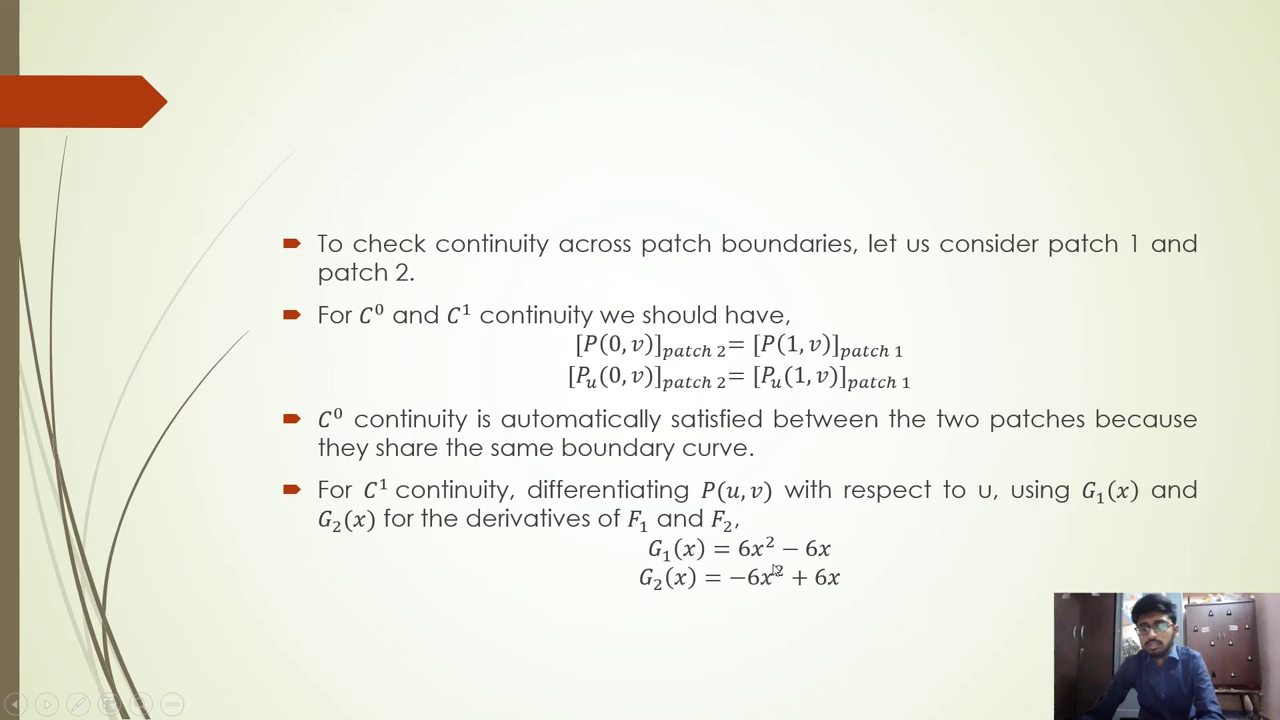 To check continuity across patch boundaries, let us consider patch 1 and
patch 2.
For C⁰ and C¹ continuity we should have,
[P(0, v)]patch 2 = [P(1, v)]patch 1
[Pᵤ(0, v)]patch 2 = [Pᵤ(1, v)]patch 1
C⁰ continuity is automatically satisfied between the two patches because
they share the same boundary curve.
For C¹ continuity, differentiating P(u, v) with respect to u, using G₁(x) and
G₂(x) for the derivatives of F₁ and F₂,
G₁(x) = 6x² − 6x
G₂(x) = −6x² + 6x